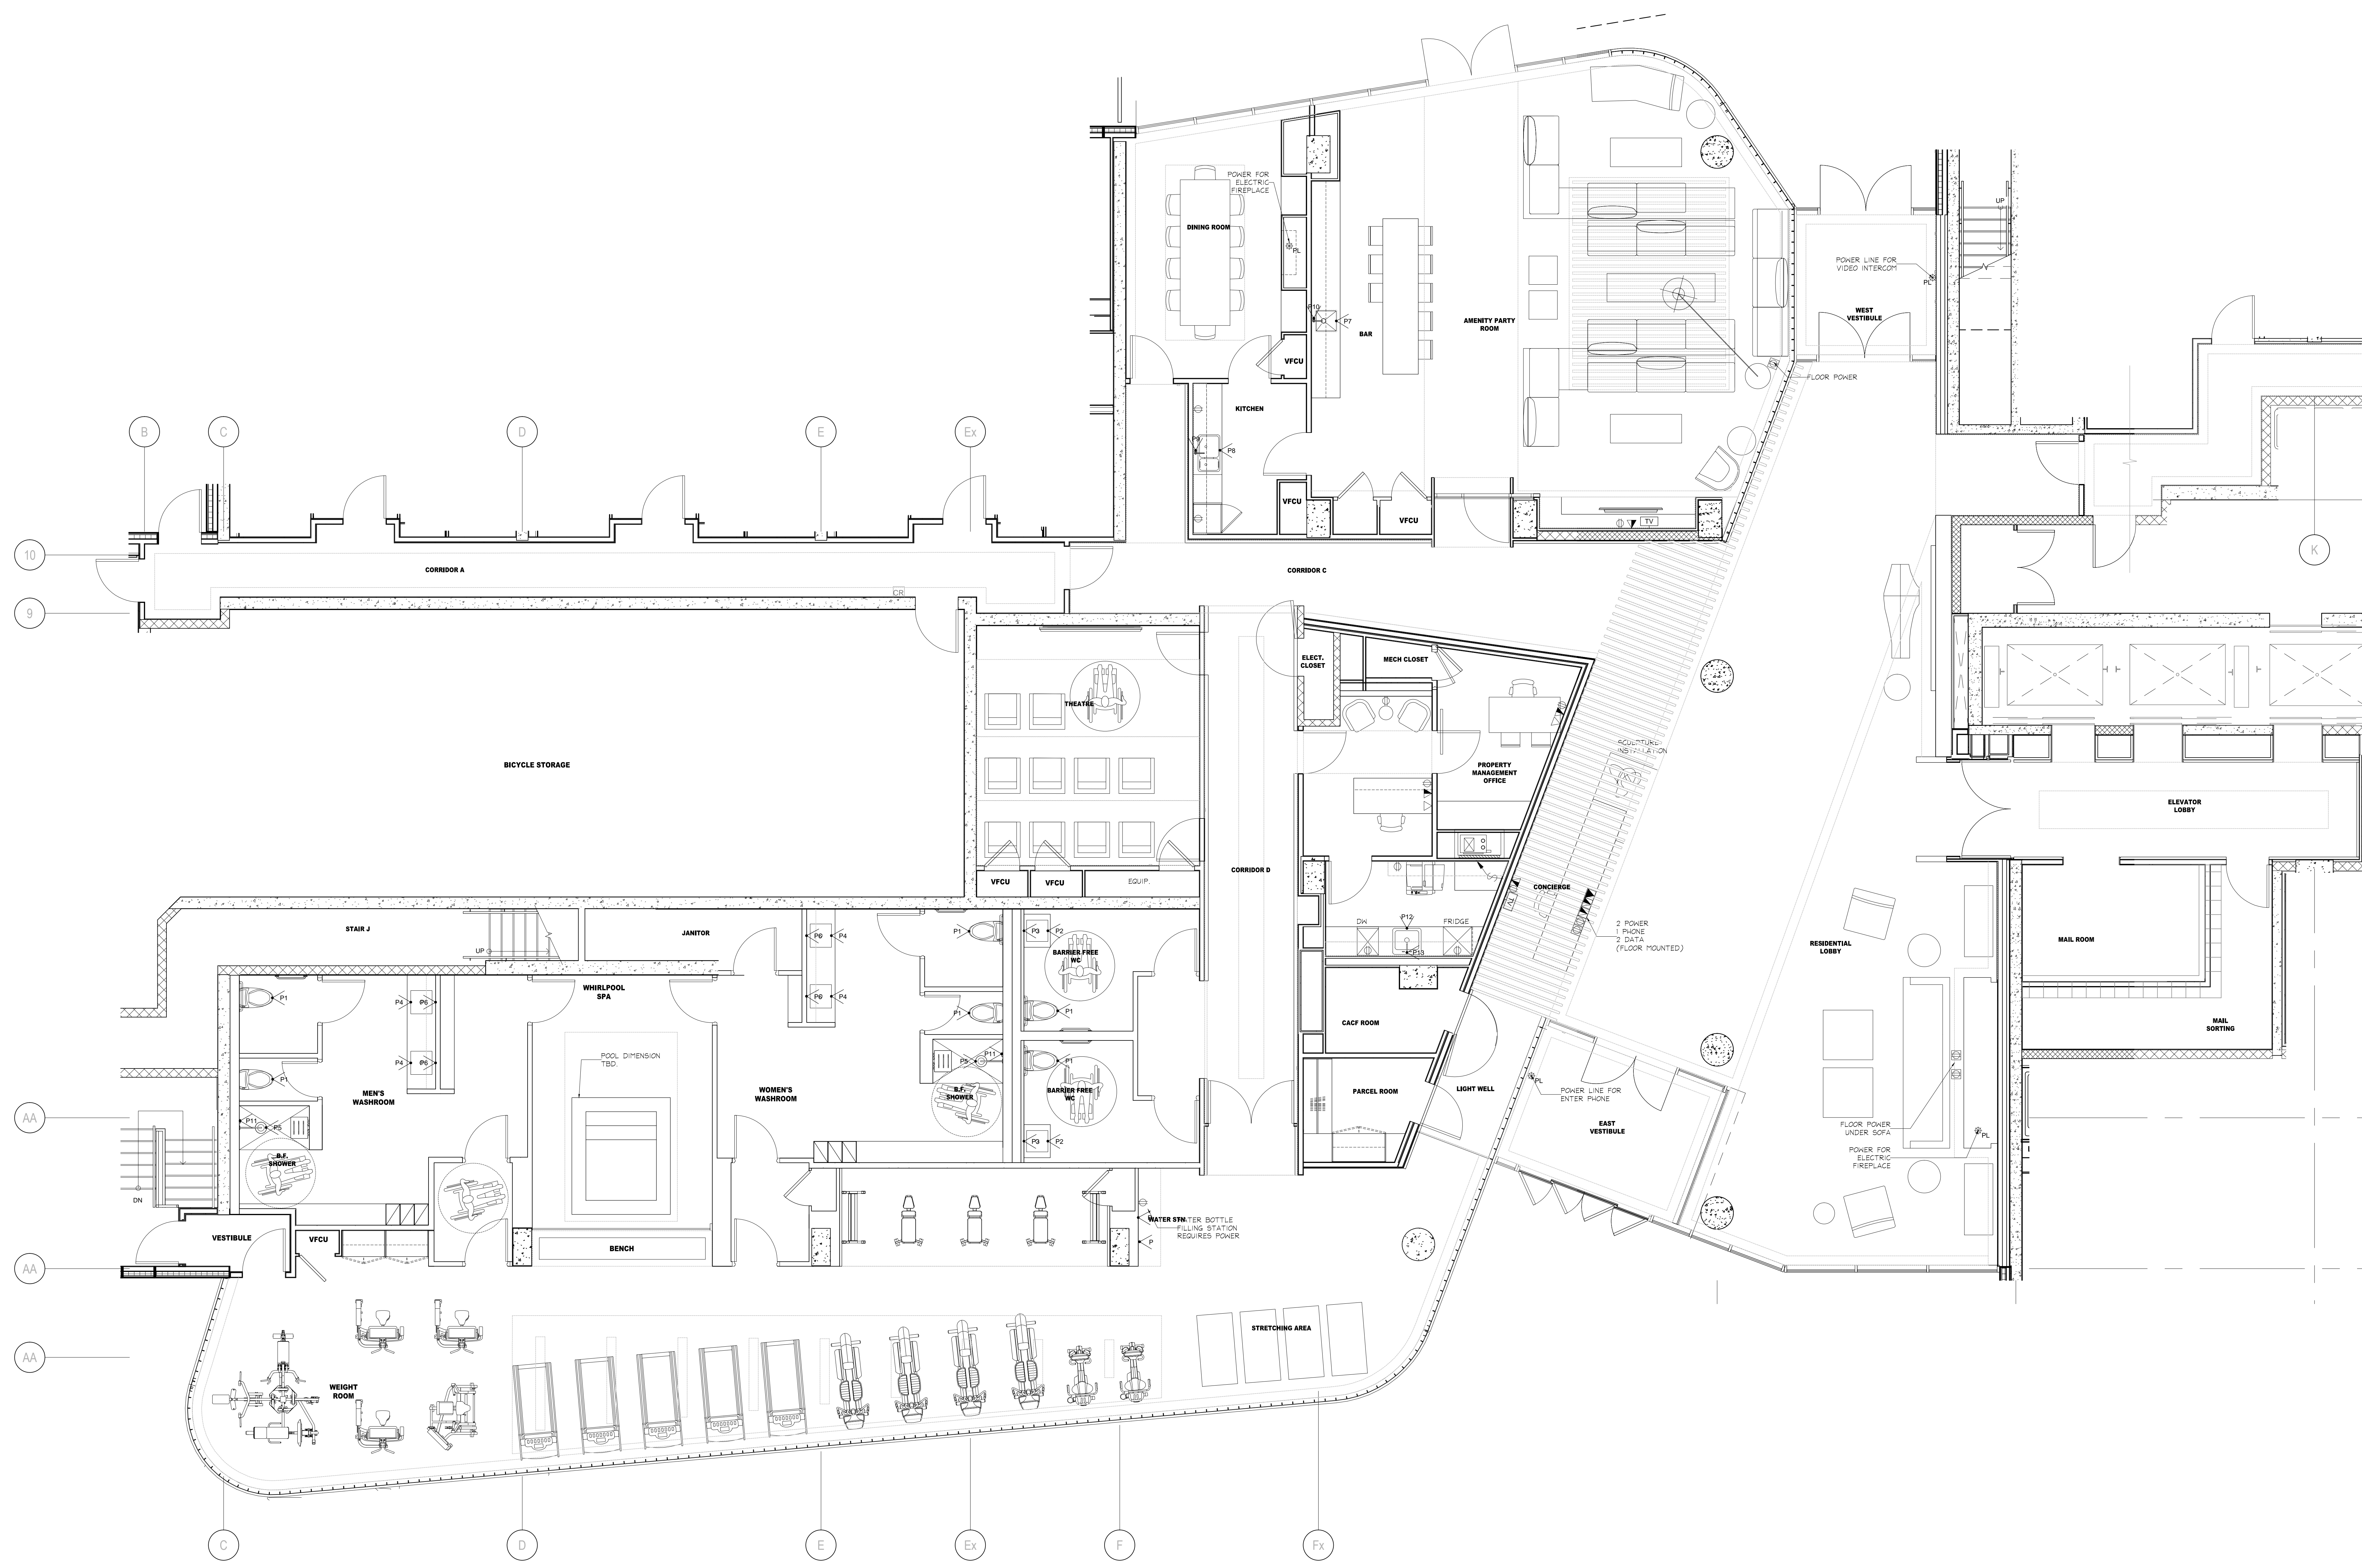 UP
POWER FOR
ELECTRIC
FIREPLACE
DINING ROOM
PL
POWER LINE FOR
VIDEO INTERCOM
PL
P10
P7
BAR
AMENITY PARTY
ROOM
WEST
VESTIBULE
VFCU
FLOOR POWER
KITCHEN
B
C
D
E
Ex
P9
P8
VFCU
VFCU
TV
10
K
CORRIDOR A
CORRIDOR C
CR
9
ELECT.
CLOSET
MECH CLOSET
THEATRE
SCULPTURE
INSTALLATION
BICYCLE STORAGE
PROPERTY
MANAGEMENT
OFFICE
ELEVATOR
LOBBY
CORRIDOR D
VFCU
VFCU
EQUIP.
CONCIERGE
TV
DW
P12
FRIDGE
2 POWER
1 PHONE
2 DATA
(FLOOR MOUNTED)
STAIR J
JANITOR
P6
P4
P1
P3
P2
UP
BARRIER FREE
WC
P13
RESIDENTIAL
LOBBY
MAIL ROOM
WHIRLPOOL
SPA
P1
P4
P6
P6
P4
P1
P1
CACF ROOM
MAIL
SORTING
POOL DIMENSION
TBD.
P4
P6
P5
P11
P1
P1
MEN'S
WASHROOM
WOMEN'S
WASHROOM
B.F.
SHOWER
BARRIER FREE
WC
PARCEL ROOM
LIGHT WELL
PL
POWER LINE FOR
ENTER PHONE
AA
P11
P5
P3
P2
EAST
VESTIBULE
FLOOR POWER
UNDER SOFA
PL
POWER FOR
ELECTRIC
FIREPLACE
B.F.
SHOWER
DN
WATER STN.
WATER BOTTLE
FILLING STATION
REQUIRES POWER
P
VESTIBULE
VFCU
BENCH
AA
STRETCHING AREA
AA
WEIGHT
ROOM
C
D
E
Ex
F
Fx